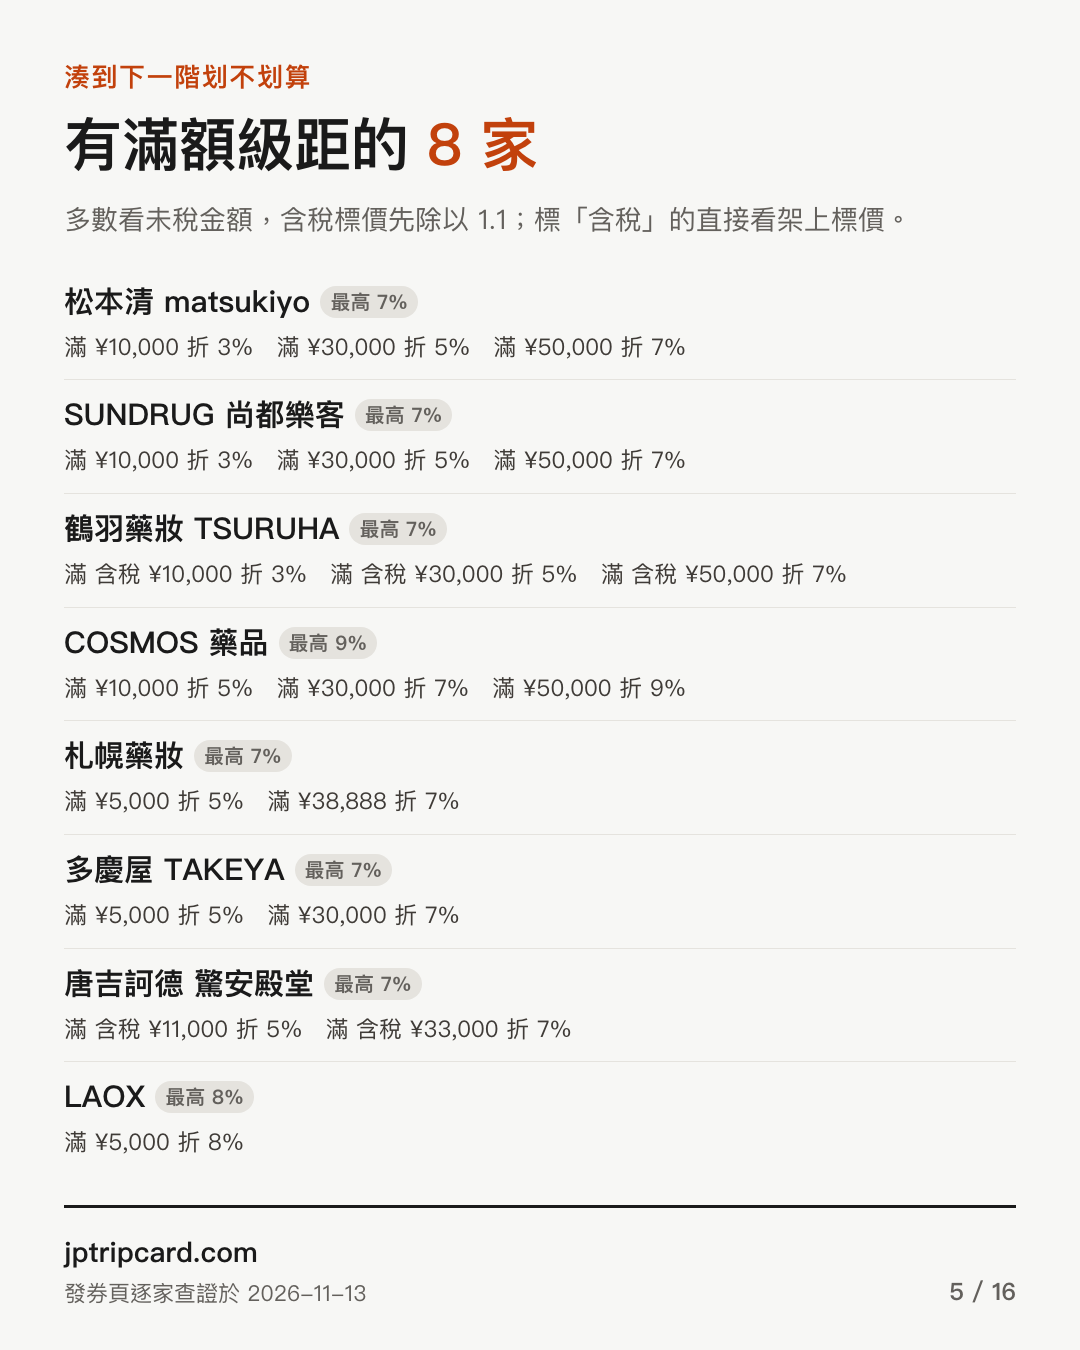 湊到下一階划不划算
有滿額級距的 8 家
多數看未稅金額，含稅標價先除以 1.1；標「含稅」的直接看架上標價。
松本清 matsukiyo 最高 7%
滿 ¥10,000 折 3% 滿 ¥30,000 折 5% 滿 ¥50,000 折 7%
SUNDRUG 尚都樂客 最高 7%
滿 ¥10,000 折 3% 滿 ¥30,000 折 5% 滿 ¥50,000 折 7%
鶴羽藥妝 TSURUHA 最高 7%
滿 含稅 ¥10,000 折 3% 滿 含稅 ¥30,000 折 5% 滿 含稅 ¥50,000 折 7%
COSMOS 藥品 最高 9%
滿 ¥10,000 折 5% 滿 ¥30,000 折 7% 滿 ¥50,000 折 9%
札幌藥妝 最高 7%
滿 ¥5,000 折 5% 滿 ¥38,888 折 7%
多慶屋 TAKEYA 最高 7%
滿 ¥5,000 折 5% 滿 ¥30,000 折 7%
唐吉訶德 驚安殿堂 最高 7%
滿 含稅 ¥11,000 折 5% 滿 含稅 ¥33,000 折 7%
LAOX 最高 8%
滿 ¥5,000 折 8%
jptripcard.com
發券頁逐家查證於 2026-11-13
5 / 16